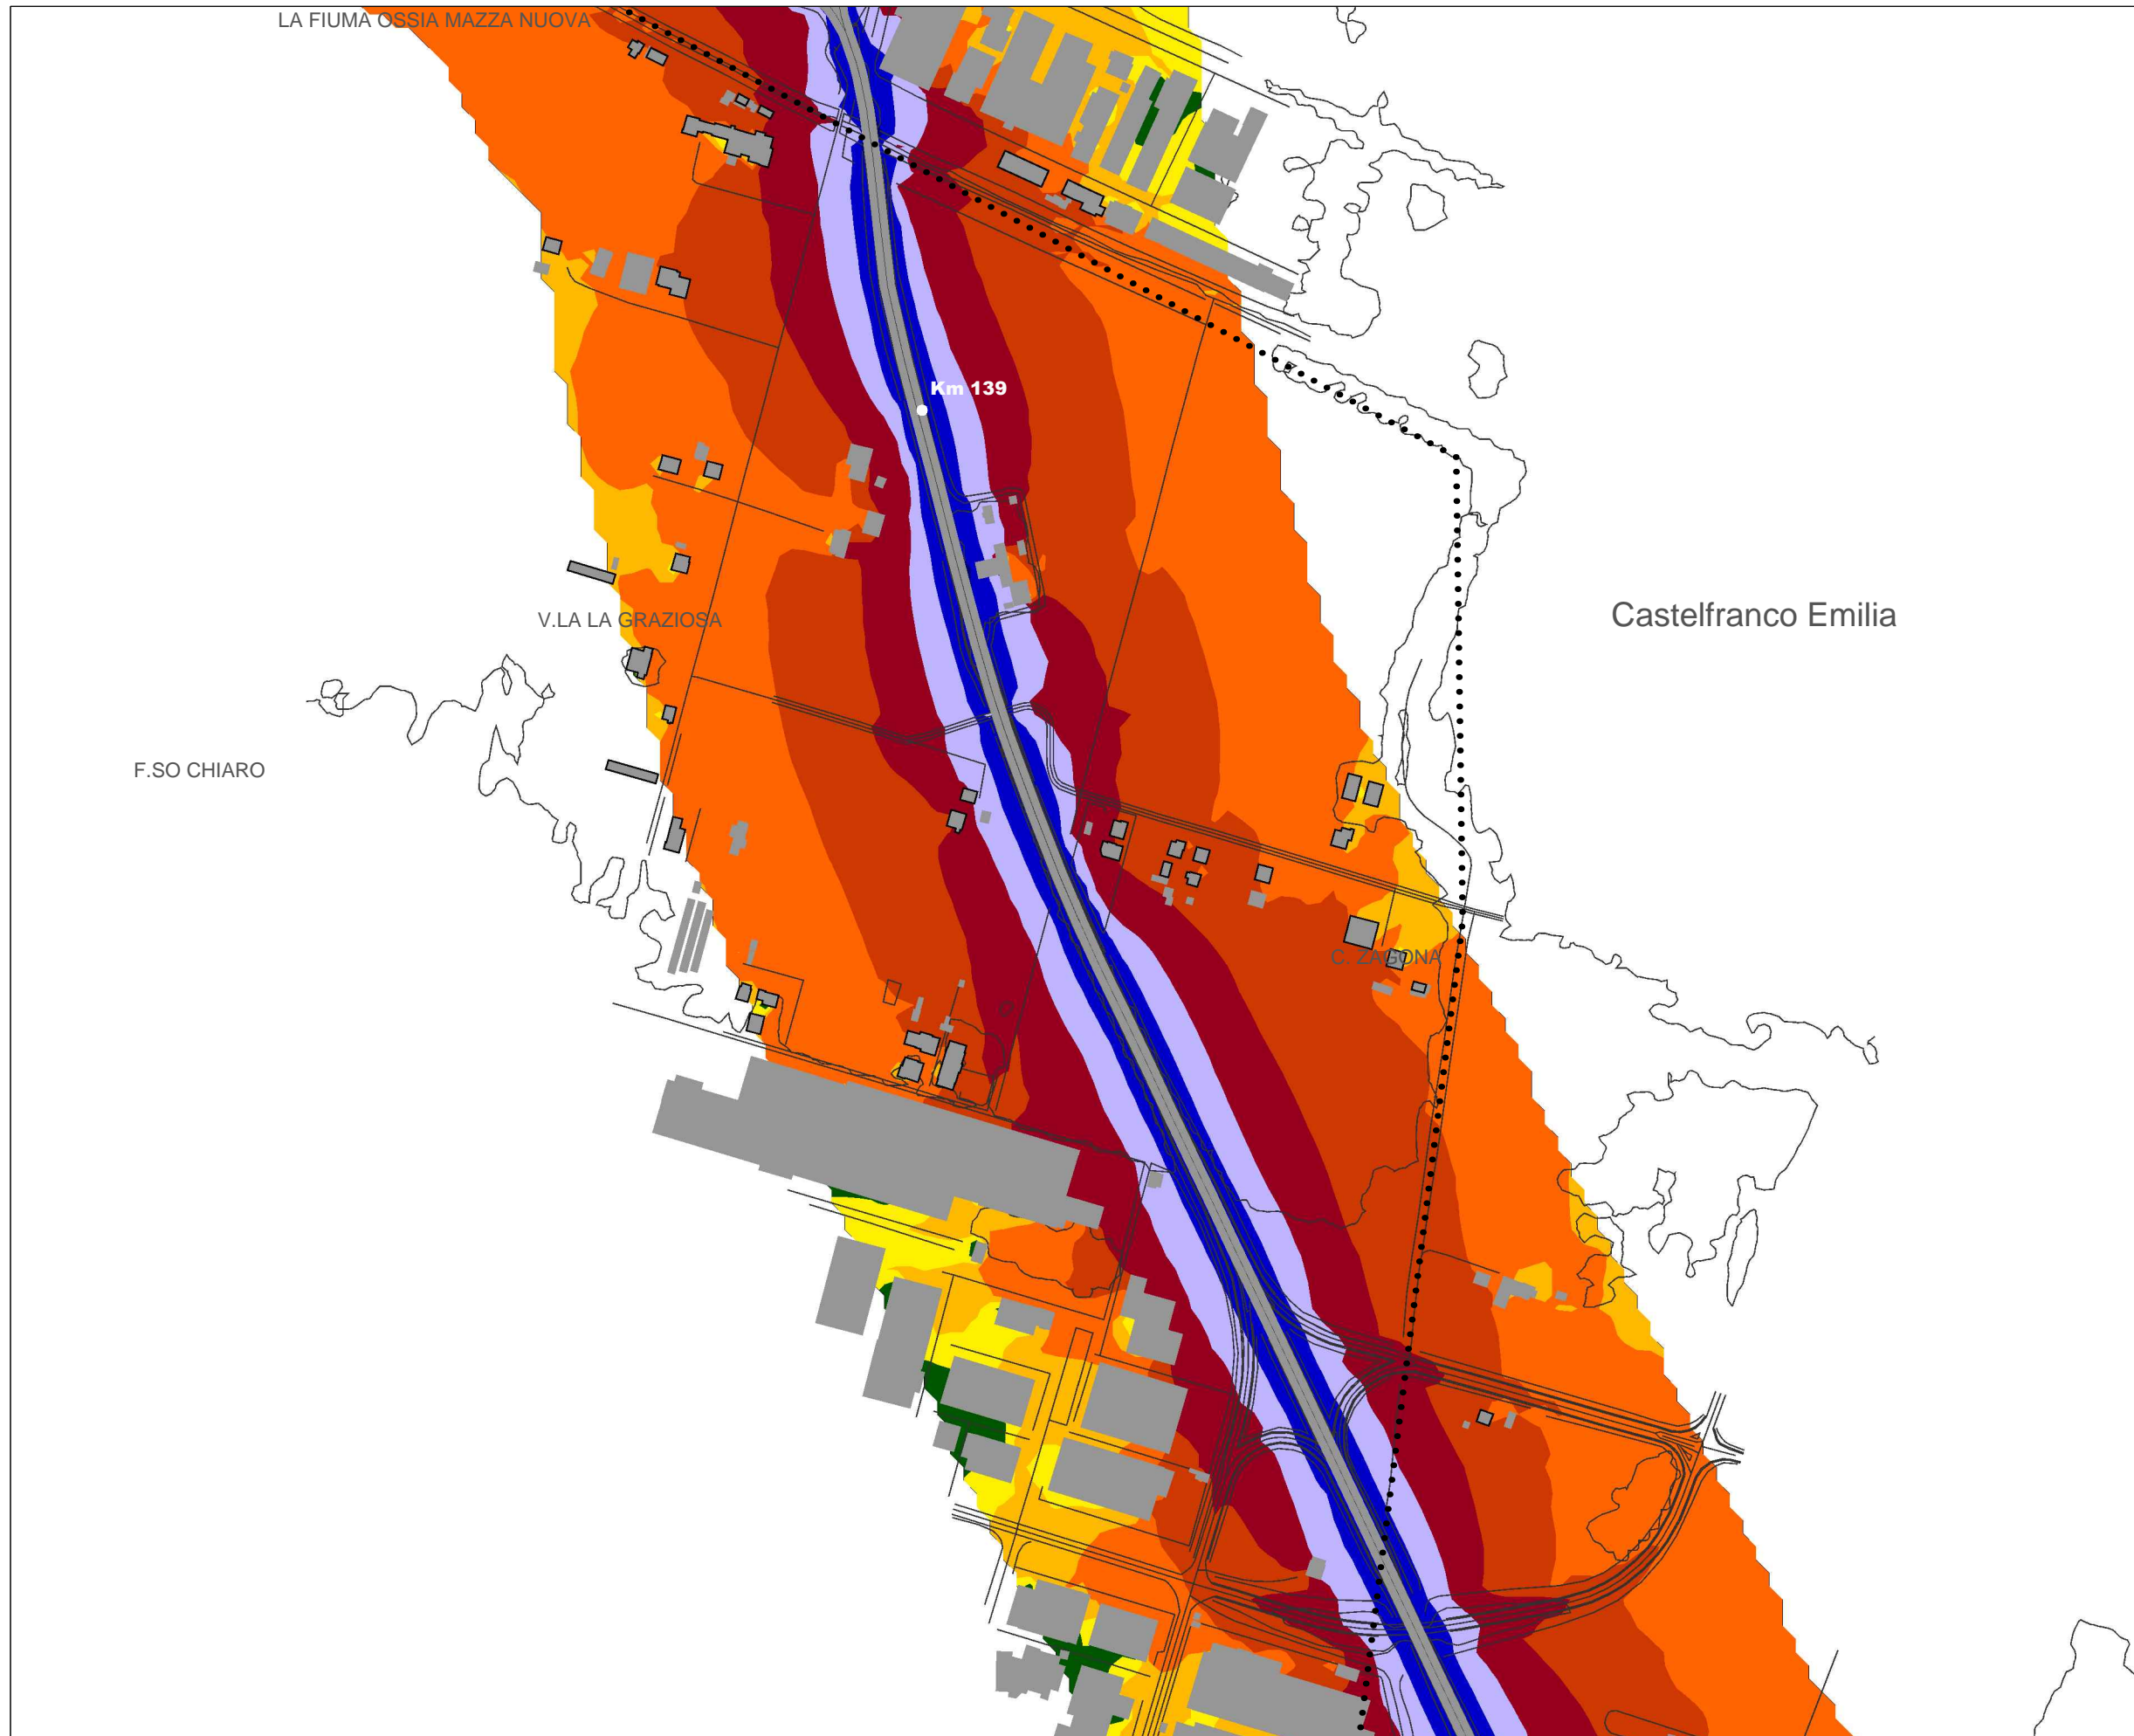 LA FIUMA OSSIA MAZZA NUOVA
Km 139
Castelfranco Emilia
V.LA LA GRAZIOSA
F.SO CHIARO
C. ZAGONA